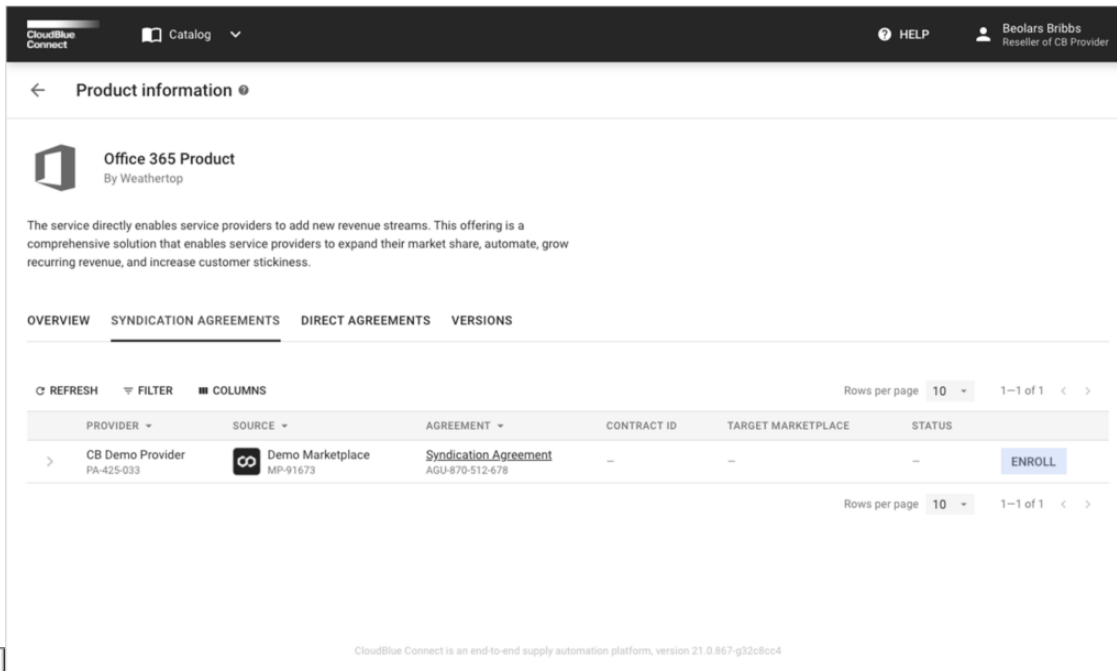 CloudBlue
Connect
Catalog
HELP
Beolars Bribbs
Reseller of CB Provider
Product information
Office 365 Product
By Weathertop
The service directly enables service providers to add new revenue streams. This offering is a
comprehensive solution that enables service providers to expand their market share, automate, grow
recurring revenue, and increase customer stickiness.
OVERVIEW SYNDICATION AGREEMENTS DIRECT AGREEMENTS VERSIONS
REFRESH FILTER COLUMNS Rows per page 10 1–1 of 1
PROVIDER SOURCE AGREEMENT CONTRACT ID TARGET MARKETPLACE STATUS
CB Demo Provider Demo Marketplace Syndication Agreement – – – ENROLL
PA-425-033 MP-91673 AGU-870-512-678
Rows per page 10 1–1 of 1
CloudBlue Connect is an end-to-end supply automation platform, version 21.0.867-g32c8cc4